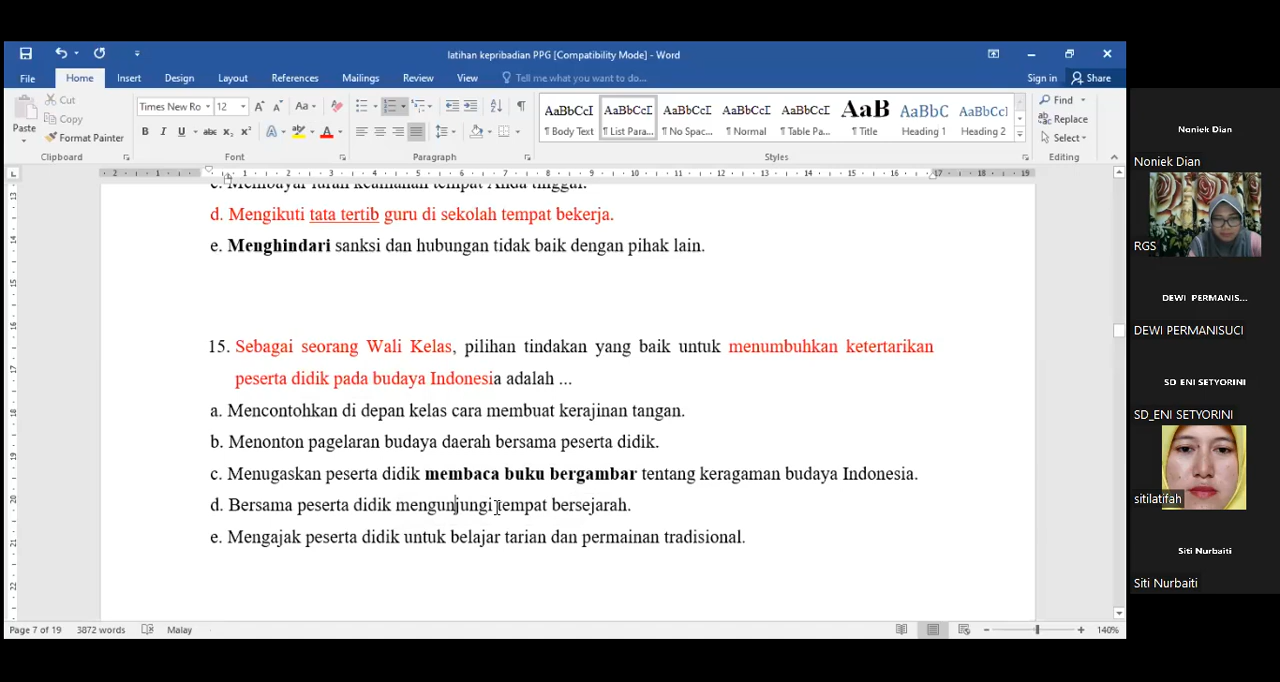 latihan kepribadian PPG [Compatibility Mode] - Word
File Home Insert Design Layout References Mailings Review View Tell me what you want to do... Sign in Share
Paste
Cut
Copy
Format Painter
Times New Ro 12
AaBbCcI AaBbCcI AaBbCcI AaBbCcI AaBbCcI AaB AaBbC AaBbCcI
¶ Body Text ¶ List Para... ¶ No Spac... ¶ Normal ¶ Table Pa... ¶ Title Heading 1 Heading 2
Find
Replace
Select
Clipboard Font Paragraph Styles Editing
c. Membayar iuran keamanan tempat Anda tinggal.
d. Mengikuti tata tertib guru di sekolah tempat bekerja.
e. Menghindari sanksi dan hubungan tidak baik dengan pihak lain.
15. Sebagai seorang Wali Kelas, pilihan tindakan yang baik untuk menumbuhkan ketertarikan
peserta didik pada budaya Indonesia adalah ...
a. Mencontohkan di depan kelas cara membuat kerajinan tangan.
b. Menonton pagelaran budaya daerah bersama peserta didik.
c. Menugaskan peserta didik membaca buku bergambar tentang keragaman budaya Indonesia.
d. Bersama peserta didik mengunjungi tempat bersejarah.
e. Mengajak peserta didik untuk belajar tarian dan permainan tradisional.
Page 7 of 19 3872 words Malay 140%
Noniek Dian
Noniek Dian
RGS
DEWI PERMANIS...
DEWI PERMANISUCI
SD ENI SETYORINI
SD_ENI SETYORINI
sitilatifah
Siti Nurbaiti
Siti Nurbaiti